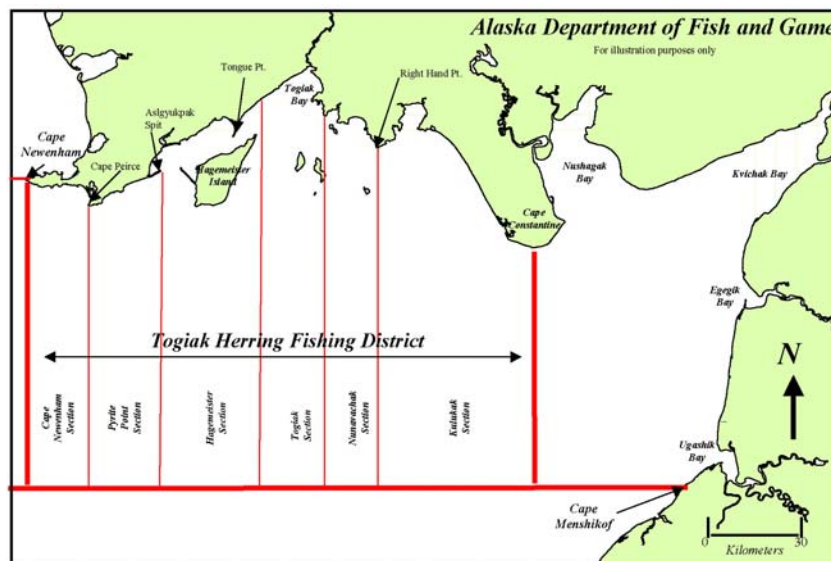 Alaska Department of Fish and Game
For illustration purposes only
Tongue Pt.
Togiak
Bay
Right Hand Pt.
Aslgyukpak
Spit
Cape
Newenham
Cape Peirce
Hagemeister
Island
Nushagak
Bay
Kvichak Bay
Cape
Constantine
Egegik
Bay
Togiak Herring Fishing District
N
Cape
Newenham
Section
Pyrite
Point
Section
Hagemeister
Section
Togiak
Section
Nunavachak
Section
Kulukak
Section
Ugashik
Bay
Cape
Menshikof
0 30
Kilometers